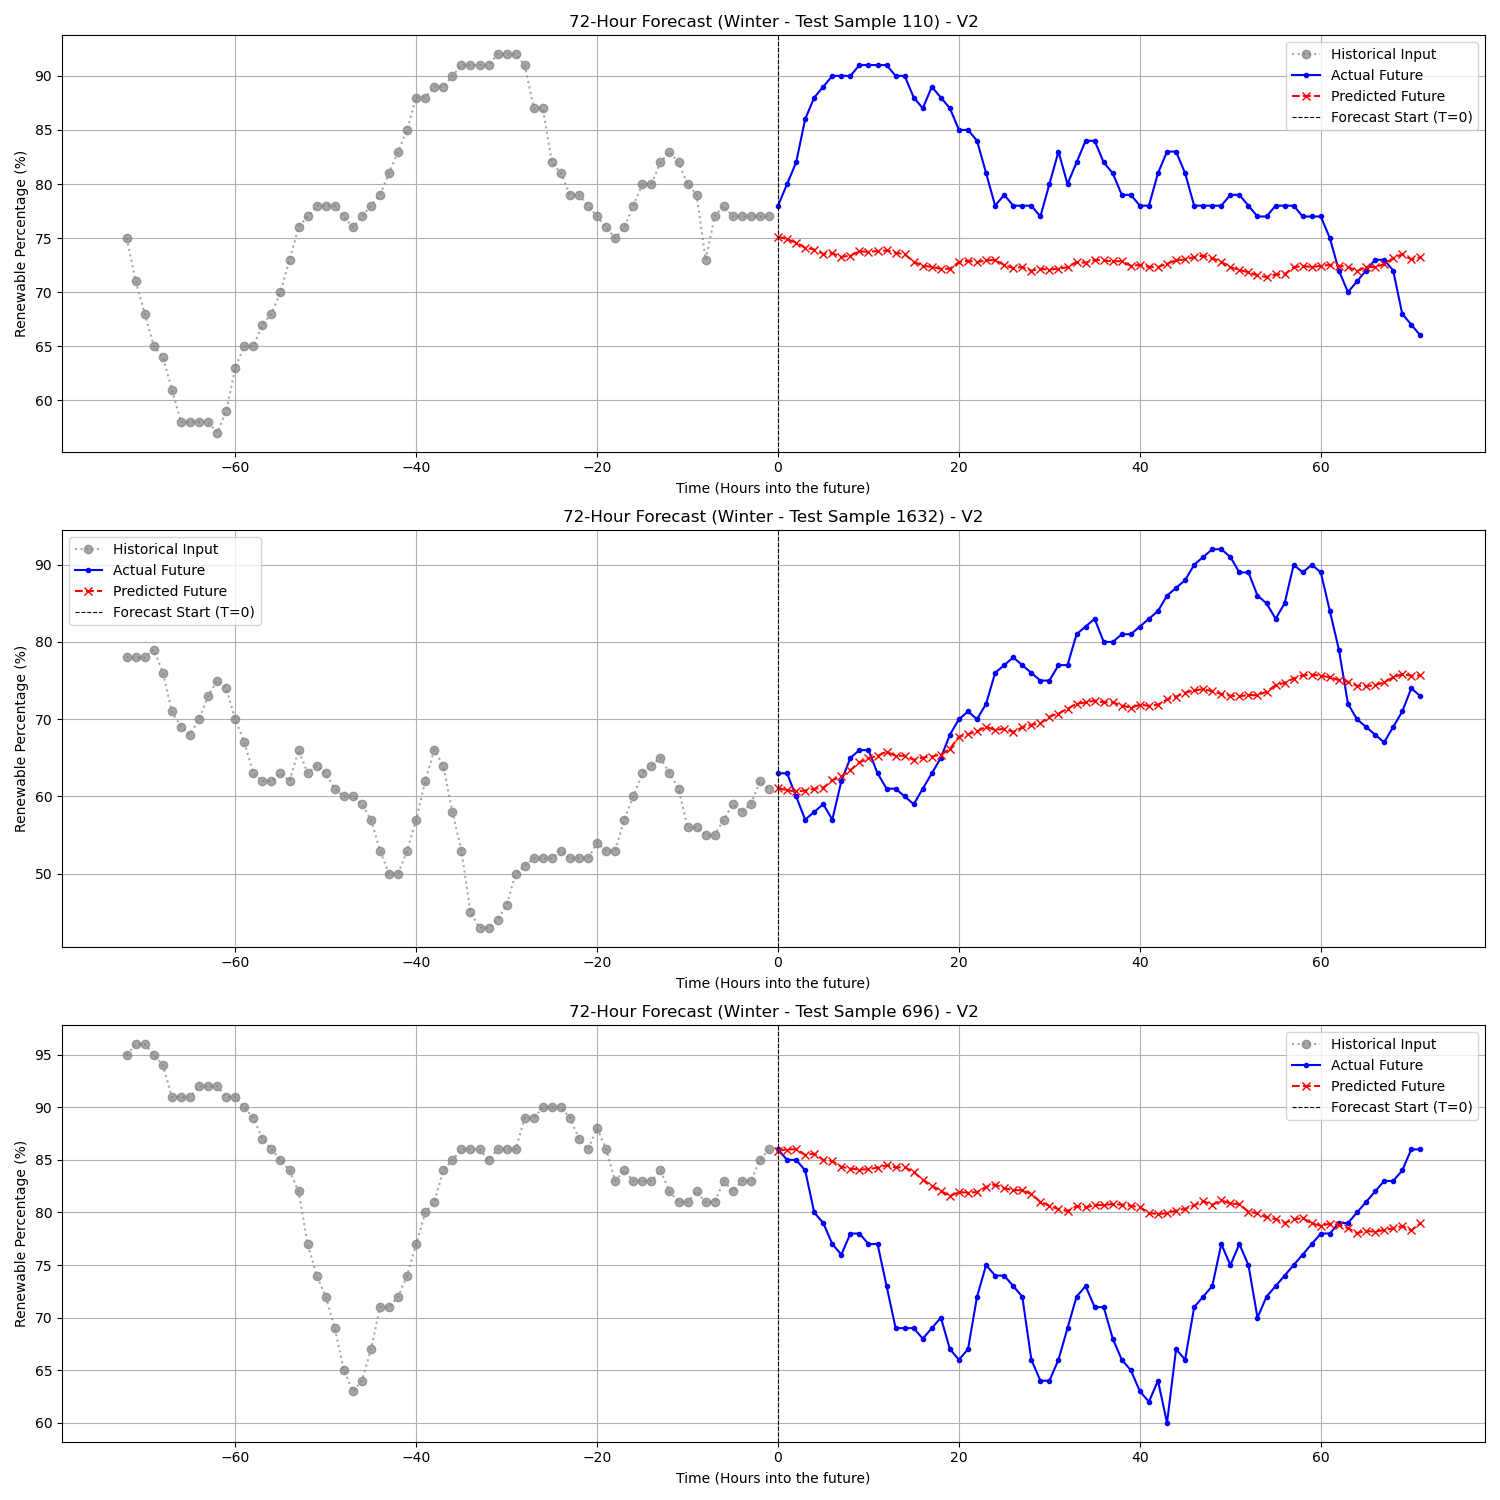 72-Hour Forecast (Winter - Test Sample 110) - V2
Renewable Percentage (%)
90
85
80
75
70
65
60
Historical Input
Actual Future
Predicted Future
Forecast Start (T=0)
−60 −40 −20 0 20 40 60
Time (Hours into the future)
72-Hour Forecast (Winter - Test Sample 1632) - V2
Renewable Percentage (%)
90
80
70
60
50
Historical Input
Actual Future
Predicted Future
Forecast Start (T=0)
−60 −40 −20 0 20 40 60
Time (Hours into the future)
72-Hour Forecast (Winter - Test Sample 696) - V2
Renewable Percentage (%)
95
90
85
80
75
70
65
60
Historical Input
Actual Future
Predicted Future
Forecast Start (T=0)
−60 −40 −20 0 20 40 60
Time (Hours into the future)